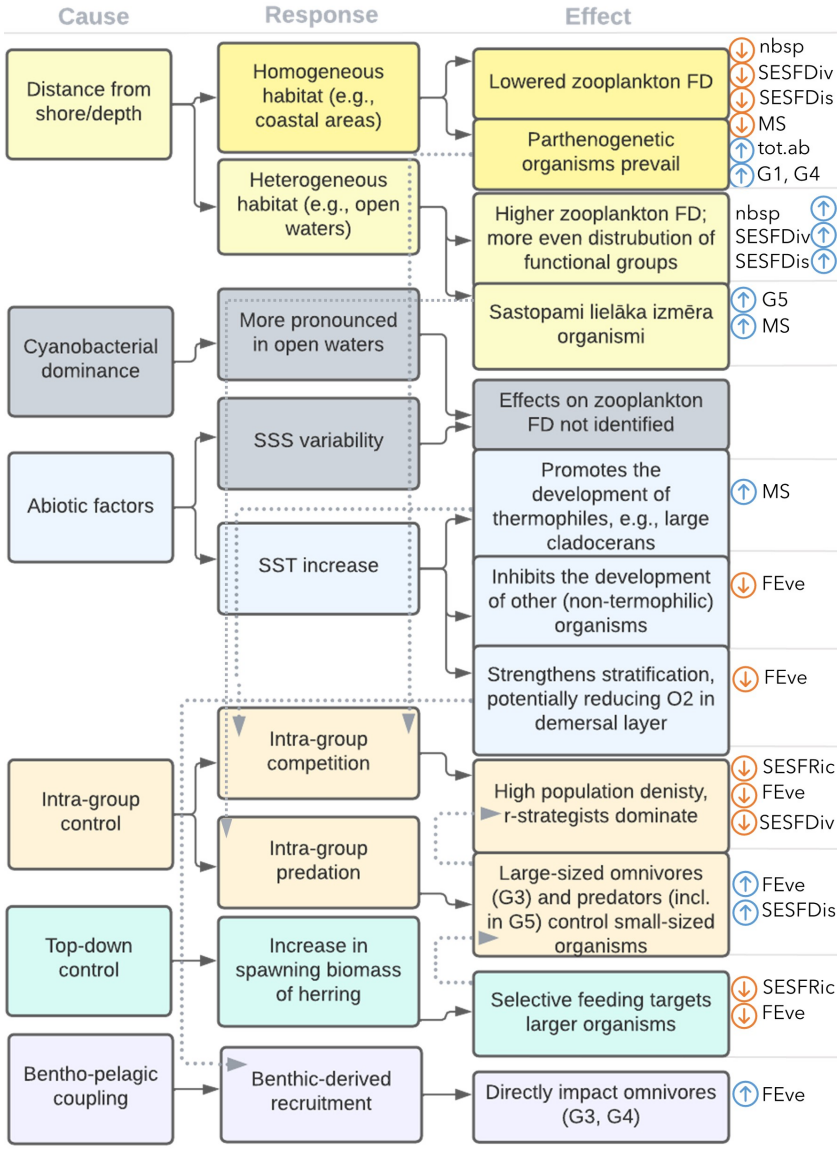 Cause
Response
Effect
Distance from
shore/depth
Homogeneous
habitat (e.g.,
coastal areas)
Heterogeneous
habitat (e.g., open
waters)
Lowered zooplankton FD
Parthenogenetic
organisms prevail
nbsp
SESFDiv
SESFDis
MS
tot.ab
G1, G4
Higher zooplankton FD;
more even distrubution of
functional groups
nbsp
SESFDiv
SESFDis
Sastopami lielāka izmēra
organismi
G5
MS
Cyanobacterial
dominance
More pronounced
in open waters
Effects on zooplankton
FD not identified
Abiotic factors
SSS variability
SST increase
Promotes the
development of
thermophiles, e.g., large
cladocerans
MS
Inhibits the development
of other (non-termophilic)
organisms
FEve
Strengthens stratification,
potentially reducing O2 in
demersal layer
FEve
Intra-group
control
Intra-group
competition
Intra-group
predation
High population denisty,
r-strategists dominate
SESFRic
FEve
SESFDiv
Large-sized omnivores
(G3) and predators (incl.
in G5) control small-sized
organisms
FEve
SESFDis
Top-down
control
Increase in
spawning biomass
of herring
Selective feeding targets
larger organisms
SESFRic
FEve
Bentho-pelagic
coupling
Benthic-derived
recruitment
Directly impact omnivores
(G3, G4)
FEve